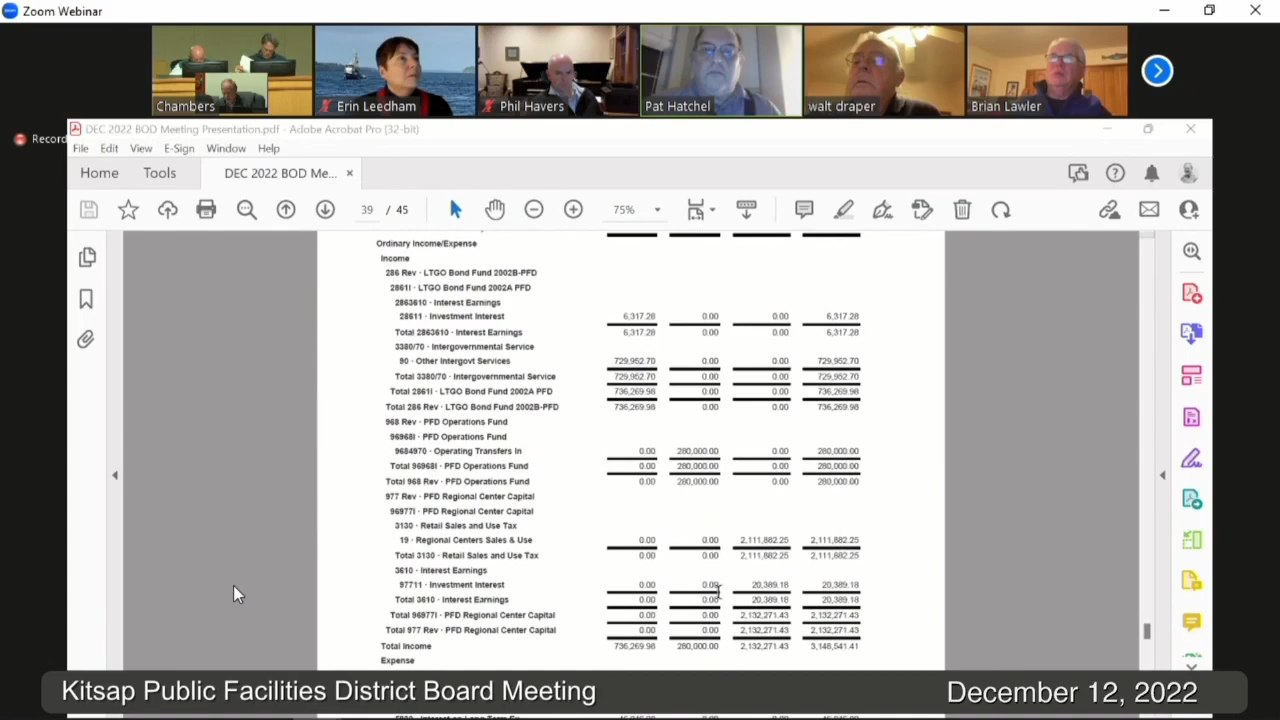 Zoom Webinar
Chambers
Erin Leedham
Phil Havers
Pat Hatchel
walt draper
Brian Lawler
Record
DEC 2022 BOD Meeting Presentation.pdf - Adobe Acrobat Pro (32-bit)
File Edit View E-Sign Window Help
Home Tools DEC 2022 BOD Me... ×
39 / 45 75%
Ordinary Income/Expense
Income
286 Rev · LTGO Bond Fund 2002B-PFD
2861I · LTGO Bond Fund 2002A PFD
2863610 · Interest Earnings
28611 · Investment Interest 6,317.28 0.00 0.00 6,317.28
Total 2863610 · Interest Earnings 6,317.28 0.00 0.00 6,317.28
3380/70 · Intergovernmental Service
90 · Other Intergovt Services 729,952.70 0.00 0.00 729,952.70
Total 3380/70 · Intergovernmental Service 729,952.70 0.00 0.00 729,952.70
Total 2861I · LTGO Bond Fund 2002A PFD 736,269.98 0.00 0.00 736,269.98
Total 286 Rev · LTGO Bond Fund 2002B-PFD 736,269.98 0.00 0.00 736,269.98
968 Rev · PFD Operations Fund
96968I · PFD Operations Fund
9684970 · Operating Transfers In 0.00 280,000.00 0.00 280,000.00
Total 96968I · PFD Operations Fund 0.00 280,000.00 0.00 280,000.00
Total 968 Rev · PFD Operations Fund 0.00 280,000.00 0.00 280,000.00
977 Rev · PFD Regional Center Capital
96977I · PFD Regional Center Capital
3130 · Retail Sales and Use Tax
19 · Regional Centers Sales & Use 0.00 0.00 2,111,882.25 2,111,882.25
Total 3130 · Retail Sales and Use Tax 0.00 0.00 2,111,882.25 2,111,882.25
3610 · Interest Earnings
97711 · Investment Interest 0.00 0.00 20,389.18 20,389.18
Total 3610 · Interest Earnings 0.00 0.00 20,389.18 20,389.18
Total 96977I · PFD Regional Center Capital 0.00 0.00 2,132,271.43 2,132,271.43
Total 977 Rev · PFD Regional Center Capital 0.00 0.00 2,132,271.43 2,132,271.43
Total Income 736,269.98 280,000.00 2,132,271.43 3,148,541.41
Expense
Kitsap Public Facilities District Board Meeting
December 12, 2022